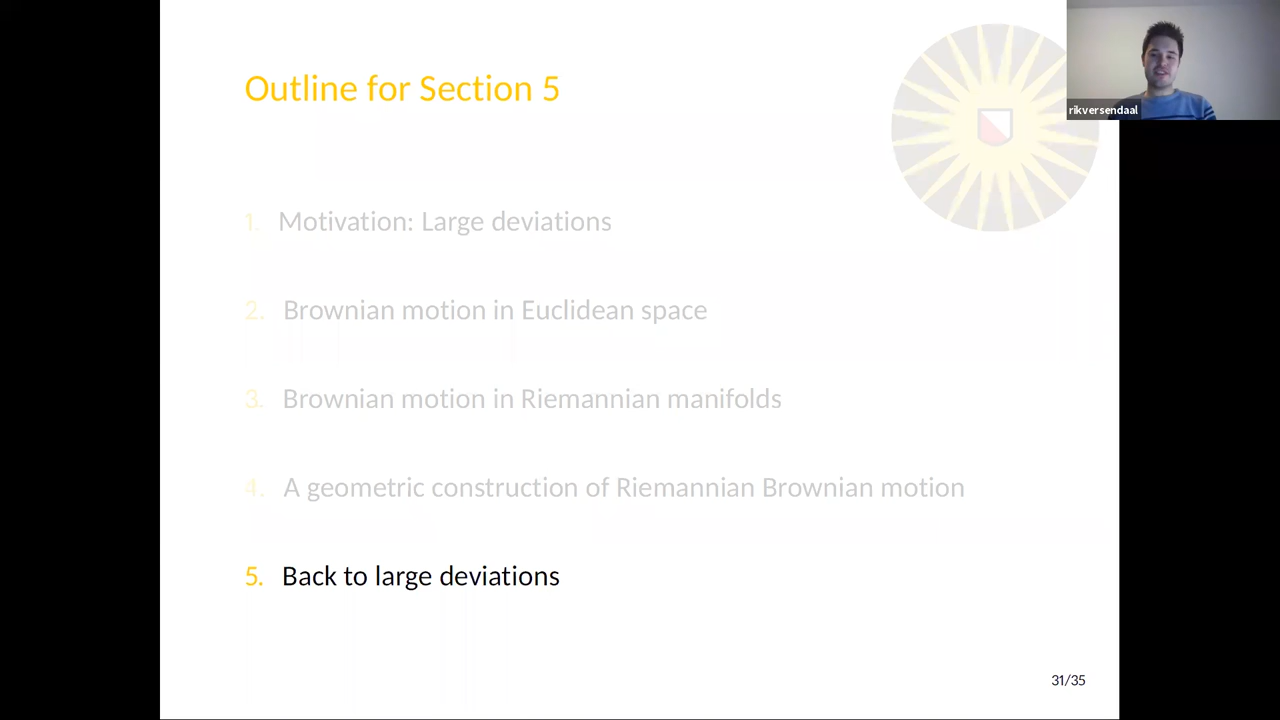 Outline for Section 5
rikversendaal
1. Motivation: Large deviations
2. Brownian motion in Euclidean space
3. Brownian motion in Riemannian manifolds
4. A geometric construction of Riemannian Brownian motion
5. Back to large deviations
31/35